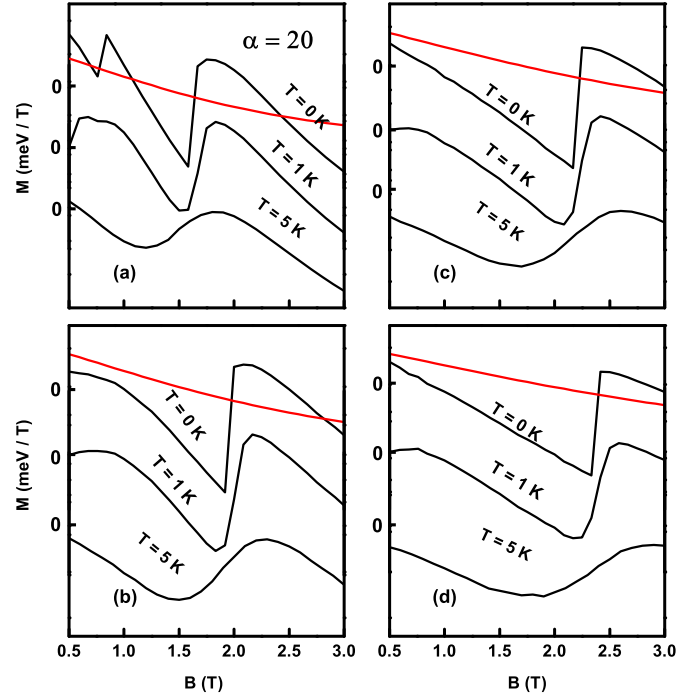 α = 20
0
0
0
M (meV / T)
T = 0 K
T = 1 K
T = 5 K
(a)
0
0
T = 0 K
T = 1 K
T = 5 K
(c)
0
0
0
M (meV / T)
T = 0 K
T = 1 K
T = 5 K
(b)
0.5 1.0 1.5 2.0 2.5 3.0
B (T)
0
0
0
T = 0 K
T = 1 K
T = 5 K
(d)
0.5 1.0 1.5 2.0 2.5 3.0
B (T)